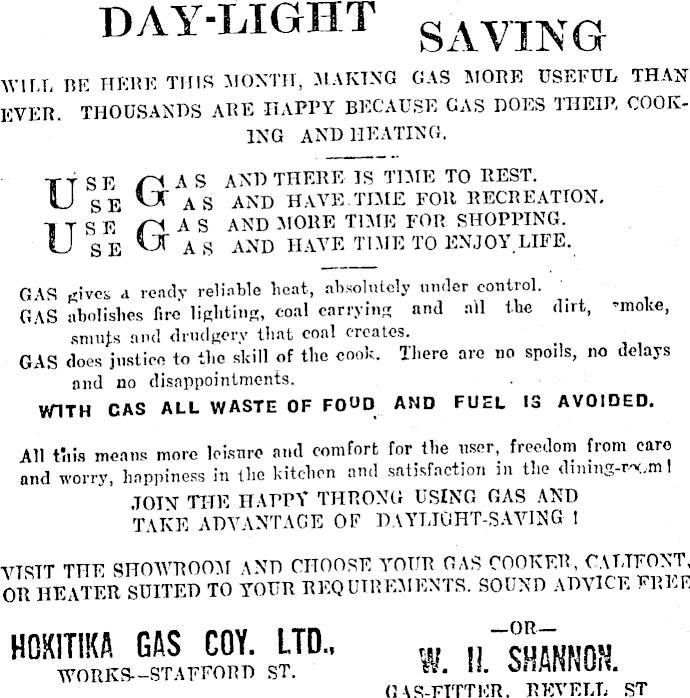 DAY-LIGHT SAVING
WILL BE HERE THIS MONTH, MAKING GAS MORE USEFUL THAN
EVER. THOUSANDS ARE HAPPY BECAUSE GAS DOES THEIR COOK-
ING AND HEATING.
USE GAS AND THERE IS TIME TO REST.
USE GAS AND HAVE TIME FOR RECREATION.
USE GAS AND MORE TIME FOR SHOPPING.
USE GAS AND HAVE TIME TO ENJOY LIFE.
GAS gives a ready reliable heat, absolutely under control.
GAS abolishes fire lighting, coal carrying and all the dirt, smoke,
smuts and drudgery that coal creates.
GAS does justice to the skill of the cook. There are no spoils, no delays
and no disappointments.
WITH GAS ALL WASTE OF FOOD AND FUEL IS AVOIDED.
All this means more leisure and comfort for the user, freedom from care
and worry, happiness in the kitchen and satisfaction in the dining-room!
JOIN THE HAPPY THRONG USING GAS AND
TAKE ADVANTAGE OF DAYLIGHT-SAVING!
VISIT THE SHOWROOM AND CHOOSE YOUR GAS COOKER, CALIFONT,
OR HEATER SUITED TO YOUR REQUIREMENTS. SOUND ADVICE FREE
HOKITIKA GAS COY. LTD.,
WORKS--STAFFORD ST.
—OR—
W. H. SHANNON.
GAS-FITTER, REVELL ST